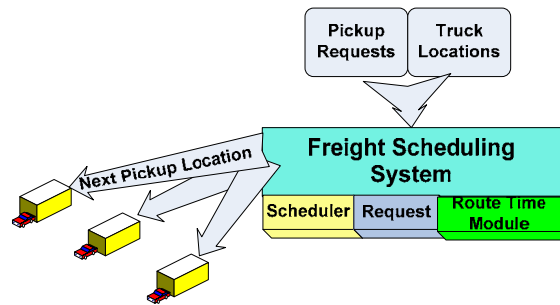 Pickup
Requests
Truck
Locations
Freight Scheduling
System
Next Pickup Location
Scheduler
Request
Route Time
Module